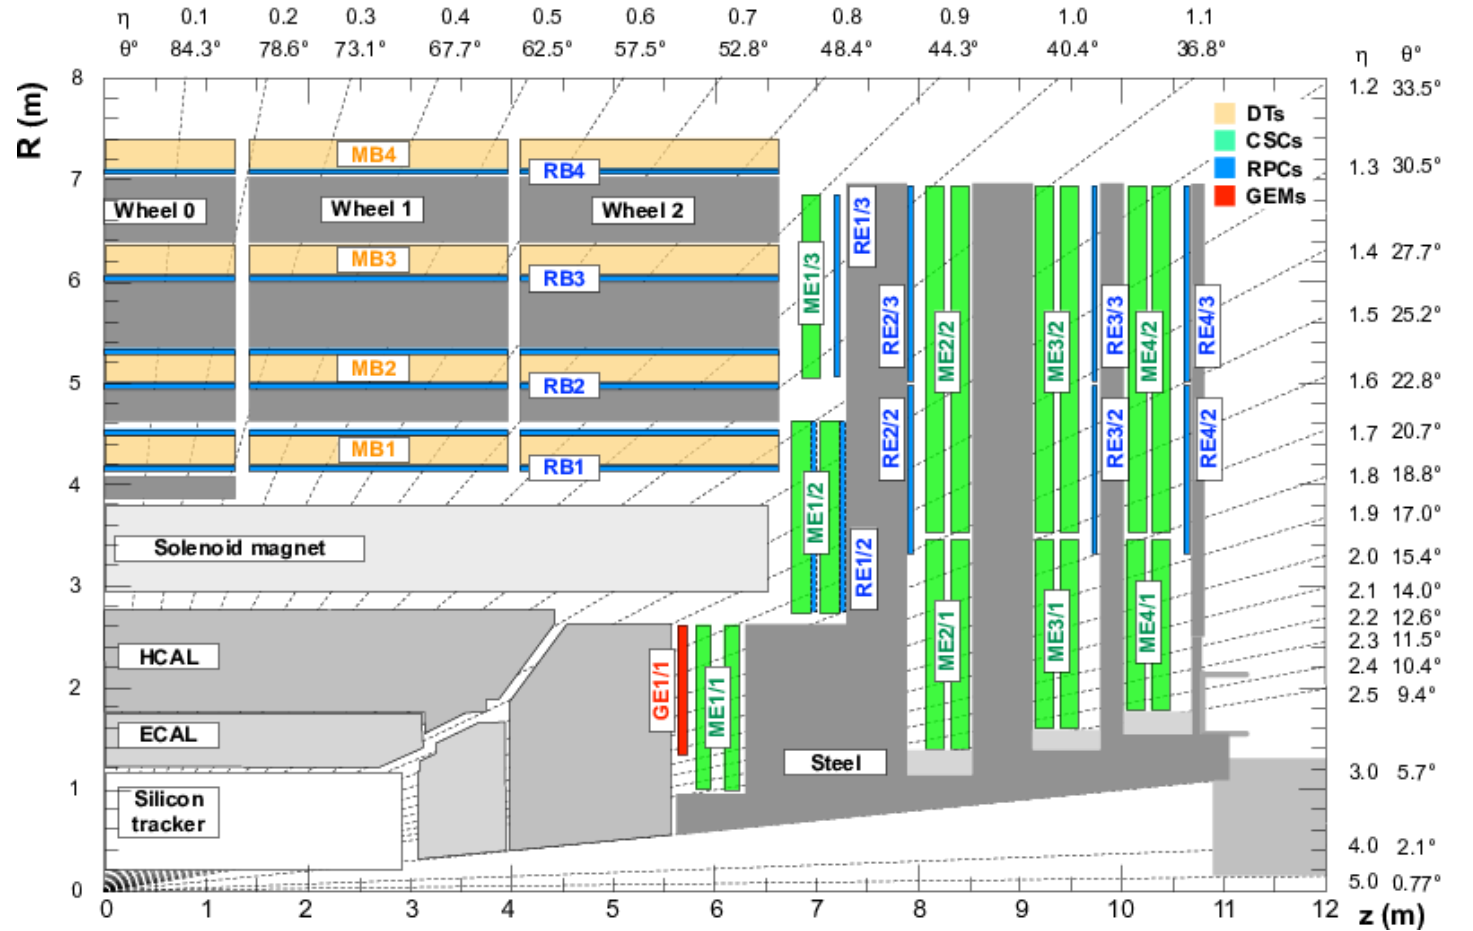 η 0.1 0.2 0.3 0.4 0.5 0.6 0.7 0.8 0.9 1.0 1.1
θ° 84.3° 78.6° 73.1° 67.7° 62.5° 57.5° 52.8° 48.4° 44.3° 40.4° 36.8° η θ°
R (m)
8
7
6
5
4
3
2
1
0
1.2 33.5°
1.3 30.5°
1.4 27.7°
1.5 25.2°
1.6 22.8°
1.7 20.7°
1.8 18.8°
1.9 17.0°
2.0 15.4°
2.1 14.0°
2.2 12.6°
2.3 11.5°
2.4 10.4°
2.5 9.4°
3.0 5.7°
4.0 2.1°
5.0 0.77°
DTs
CSCs
RPCs
GEMs
MB4
RB4
Wheel 0 Wheel 1 Wheel 2
MB3
RB3
MB2
RB2
MB1
RB1
Solenoid magnet
HCAL
ECAL
Silicon
tracker
Steel
GE1/1
ME1/1
ME1/2
ME1/3
RE1/3
RE1/2
RE2/3
RE2/2
ME2/2
ME2/1
ME3/2
ME3/1
RE3/3
RE3/2
ME4/2
ME4/1
RE4/3
RE4/2
0 1 2 3 4 5 6 7 8 9 10 11 12 z (m)